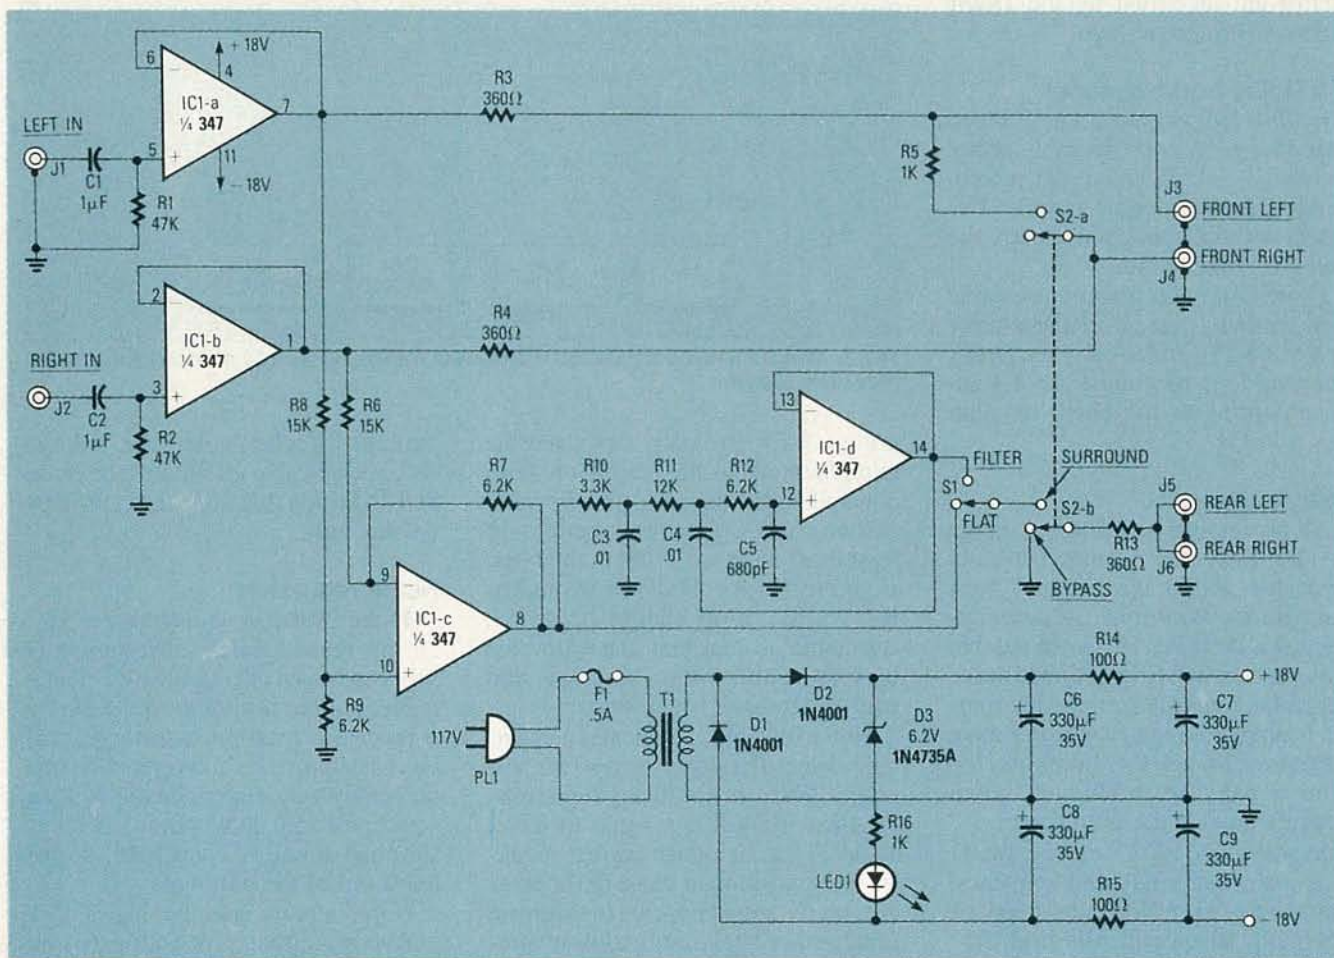 6
+18V
4
IC1-a
¼ 347
7
5
11
−18V
LEFT IN
J1
C1
1µF
R1
47K
R3
360Ω
R5
1K
S2-a
J3
FRONT LEFT
FRONT RIGHT
J4
2
IC1-b
¼ 347
1
3
RIGHT IN
J2
C2
1µF
R2
47K
R4
360Ω
R8
15K
R6
15K
R7
6.2K
R10
3.3K
R11
12K
R12
6.2K
C3
.01
C4
.01
C5
680pF
13
IC1-d
¼ 347
14
12
FILTER
S1
FLAT
SURROUND
S2-b
BYPASS
R13
360Ω
J5
REAR LEFT
REAR RIGHT
J6
9
IC1-c
¼ 347
8
10
R9
6.2K
117V
PL1
F1
.5A
T1
D1
1N4001
D2
1N4001
D3
6.2V
1N4735A
R16
1K
LED1
C6
330µF
35V
R14
100Ω
C7
330µF
35V
+18V
C8
330µF
35V
R15
100Ω
C9
330µF
35V
−18V